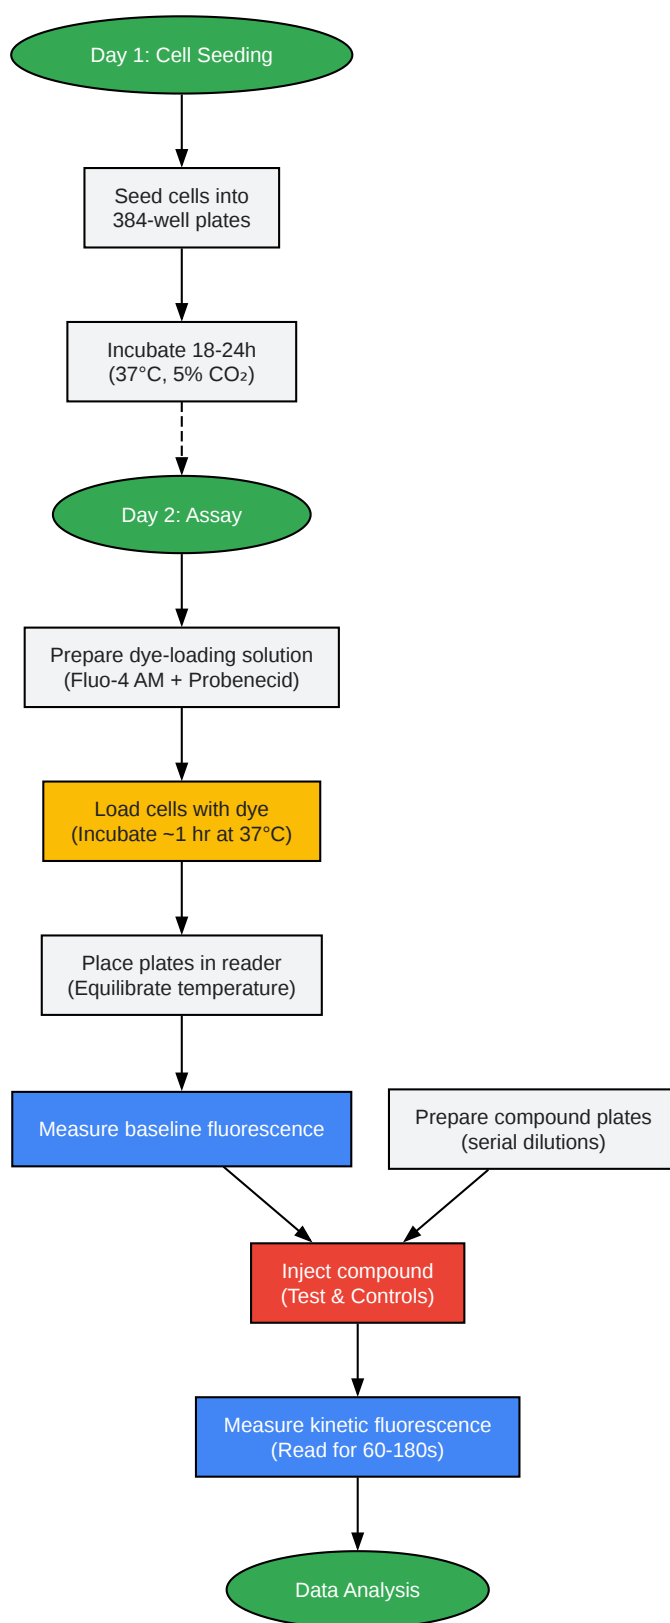 Day 1: Cell Seeding
Seed cells into
384-well plates
Incubate 18-24h
(37°C, 5% CO₂)
Day 2: Assay
Prepare dye-loading solution
(Fluo-4 AM + Probenecid)
Load cells with dye
(Incubate ~1 hr at 37°C)
Place plates in reader
(Equilibrate temperature)
Measure baseline fluorescence
Prepare compound plates
(serial dilutions)
Inject compound
(Test & Controls)
Measure kinetic fluorescence
(Read for 60-180s)
Data Analysis